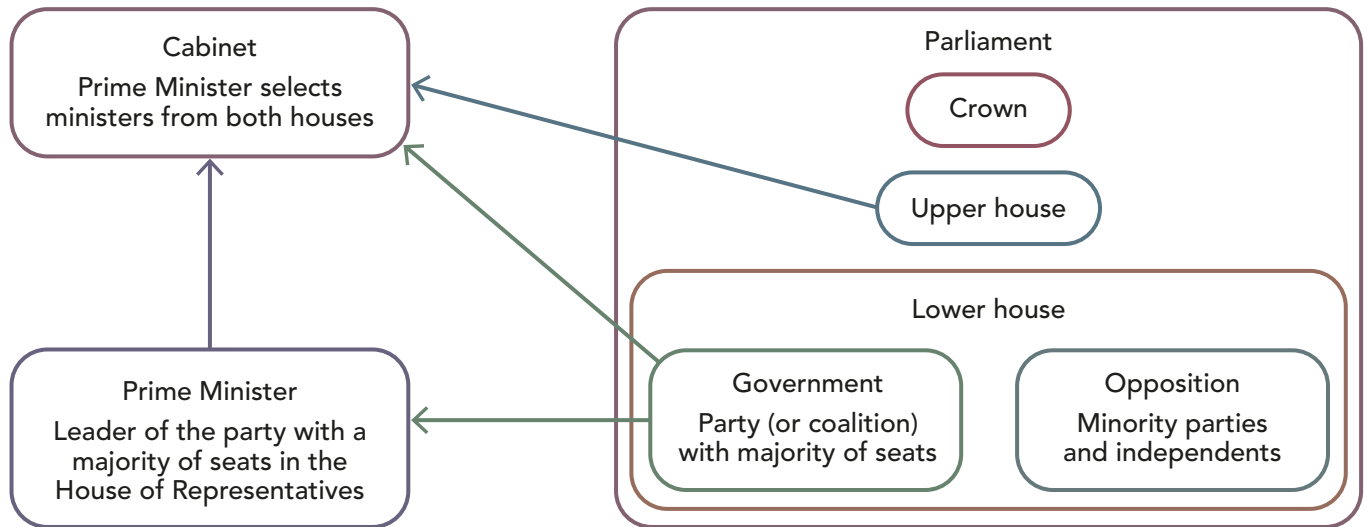 Cabinet
Prime Minister selects
ministers from both houses
Prime Minister
Leader of the party with a
majority of seats in the
House of Representatives
Parliament
Crown
Upper house
Lower house
Government
Party (or coalition)
with majority of seats
Opposition
Minority parties
and independents